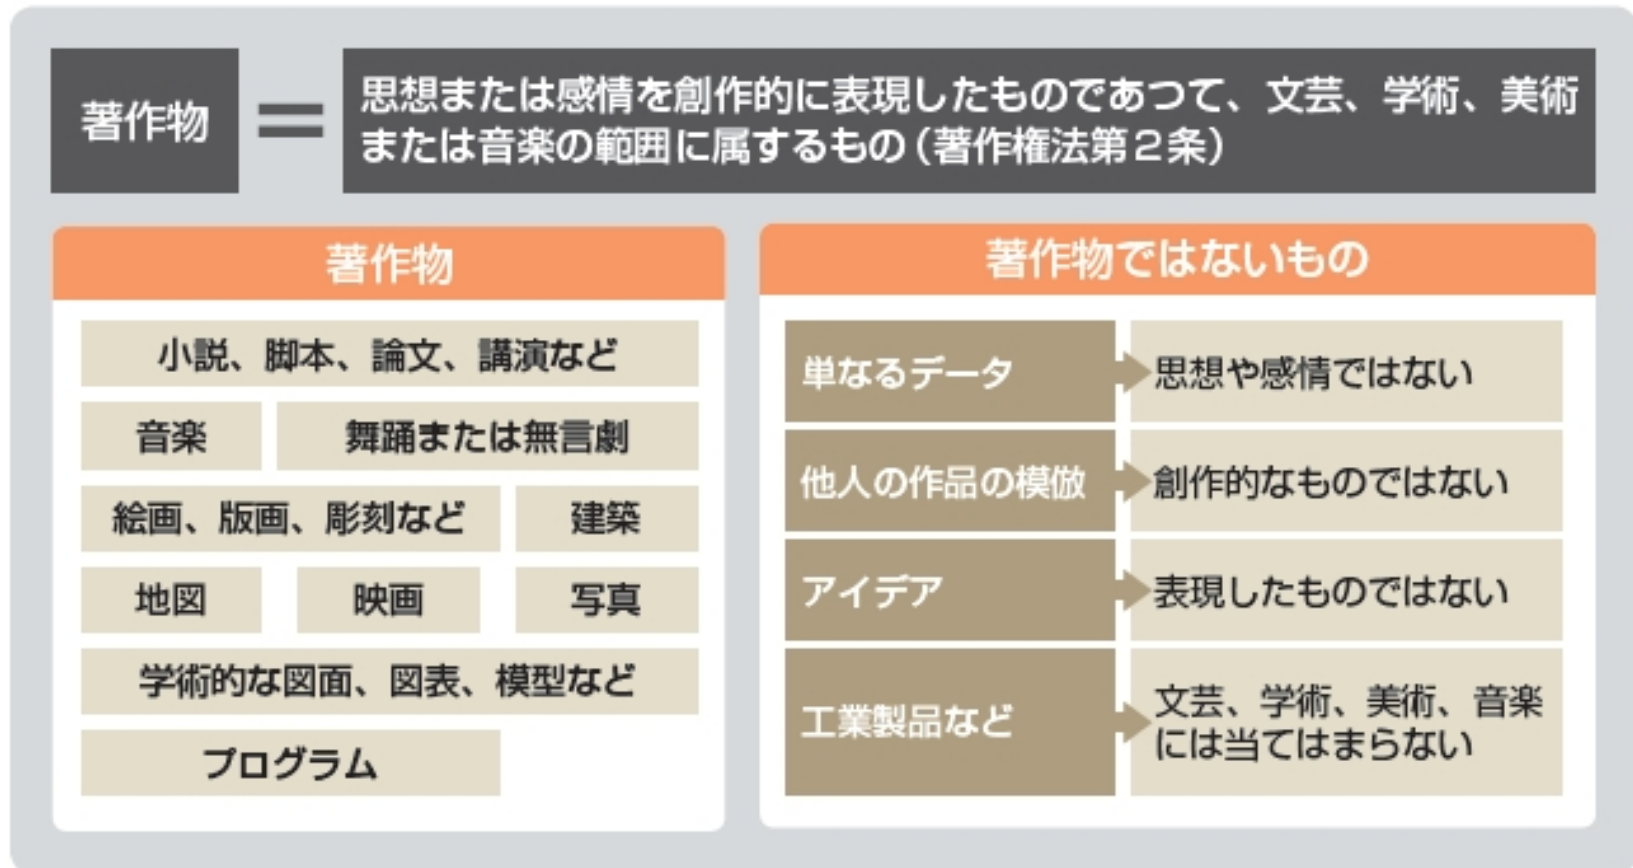 著作物
=
思想または感情を創作的に表現したものであつて、文芸、学術、美術
または音楽の範囲に属するもの(著作権法第2条)
著作物
小説、脚本、論文、講演など
音楽
舞踊または無言劇
絵画、版画、彫刻など
建築
地図
映画
写真
学術的な図面、図表、模型など
プログラム
著作物ではないもの
単なるデータ
思想や感情ではない
他人の作品の模倣
創作的なものではない
アイデア
表現したものではない
工業製品など
文芸、学術、美術、音楽
には当てはまらない